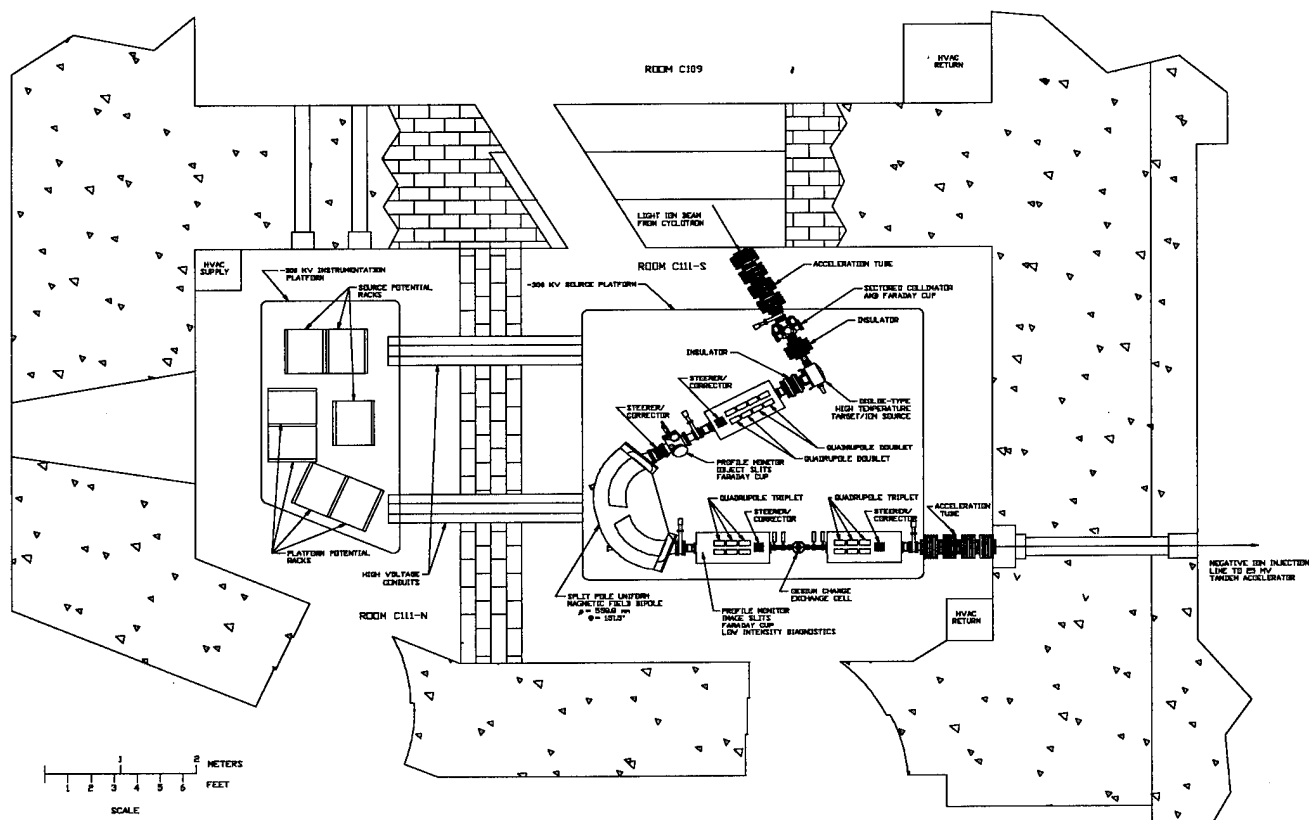 ROOM C109
HVAC
RETURN
LIGHT ION BEAM
FROM CYCLOTRON
ROOM C111-S
ACCELERATION TUBE
HVAC
SUPPLY
-300 KV INSTRUMENTATION
PLATFORM
SOURCE POTENTIAL
RACKS
-300 KV SOURCE PLATFORM
SECTORED COLLIMATOR
AND FARADAY CUP
INSULATOR
INSULATOR
STEERER/
CORRECTOR
STEERER/
CORRECTOR
HIGH TEMPERATURE
TARGET/ION SOURCE
QUADRUPOLE DOUBLET
QUADRUPOLE DOUBLET
PROFILE MONITOR
OBJECT SLITS
FARADAY CUP
QUADRUPOLE TRIPLET
STEERER/
CORRECTOR
QUADRUPOLE TRIPLET
STEERER/
CORRECTOR
ACCELERATION
TUBE
PLATFORM POTENTIAL
RACKS
HIGH VOLTAGE
CONDUITS
NEGATIVE ION INJECTION
LINE TO 25 MV
TANDEM ACCELERATOR
SPLIT POLE UNIFORM
MAGNETIC FIELD DIPOLE
EXCHANGE CELL
PROFILE MONITOR
IMAGE SLITS
FARADAY CUP
LOW INTENSITY DIAGNOSTICS
HVAC
RETURN
ROOM C111-N
1 2 METERS
1 2 3 4 5 6 FEET
SCALE